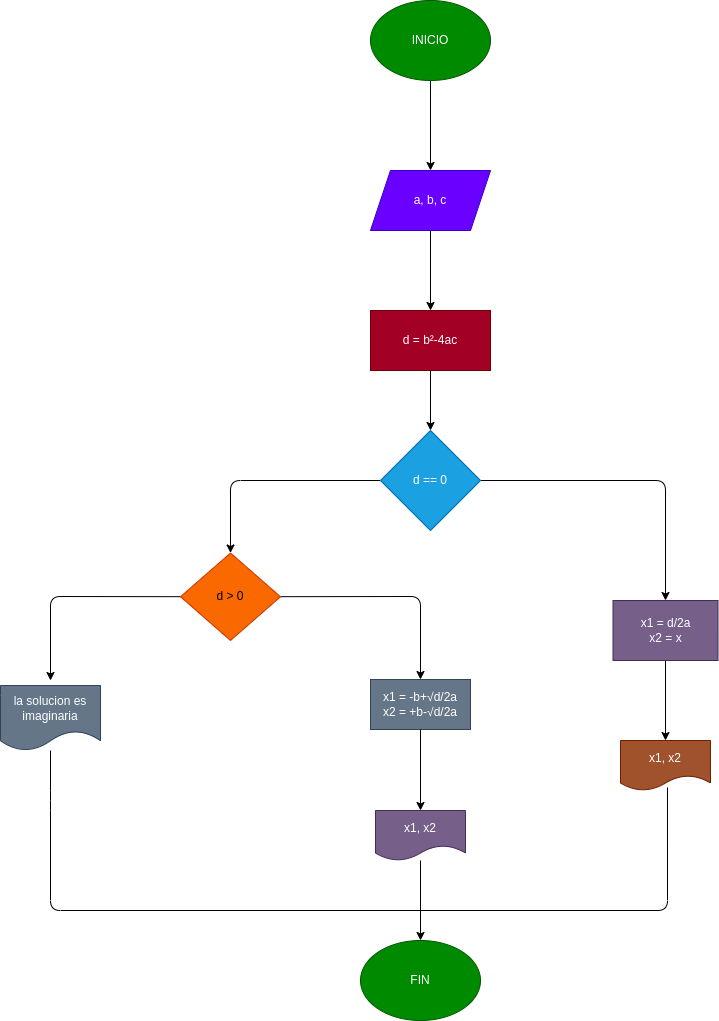 INICIO
a, b, c
d = b²-4ac
d == 0
d > 0
x1 = d/2a
x2 = x
la solucion es
imaginaria
x1 = -b+√d/2a
x2 = +b-√d/2a
x1, x2
x1, x2
FIN